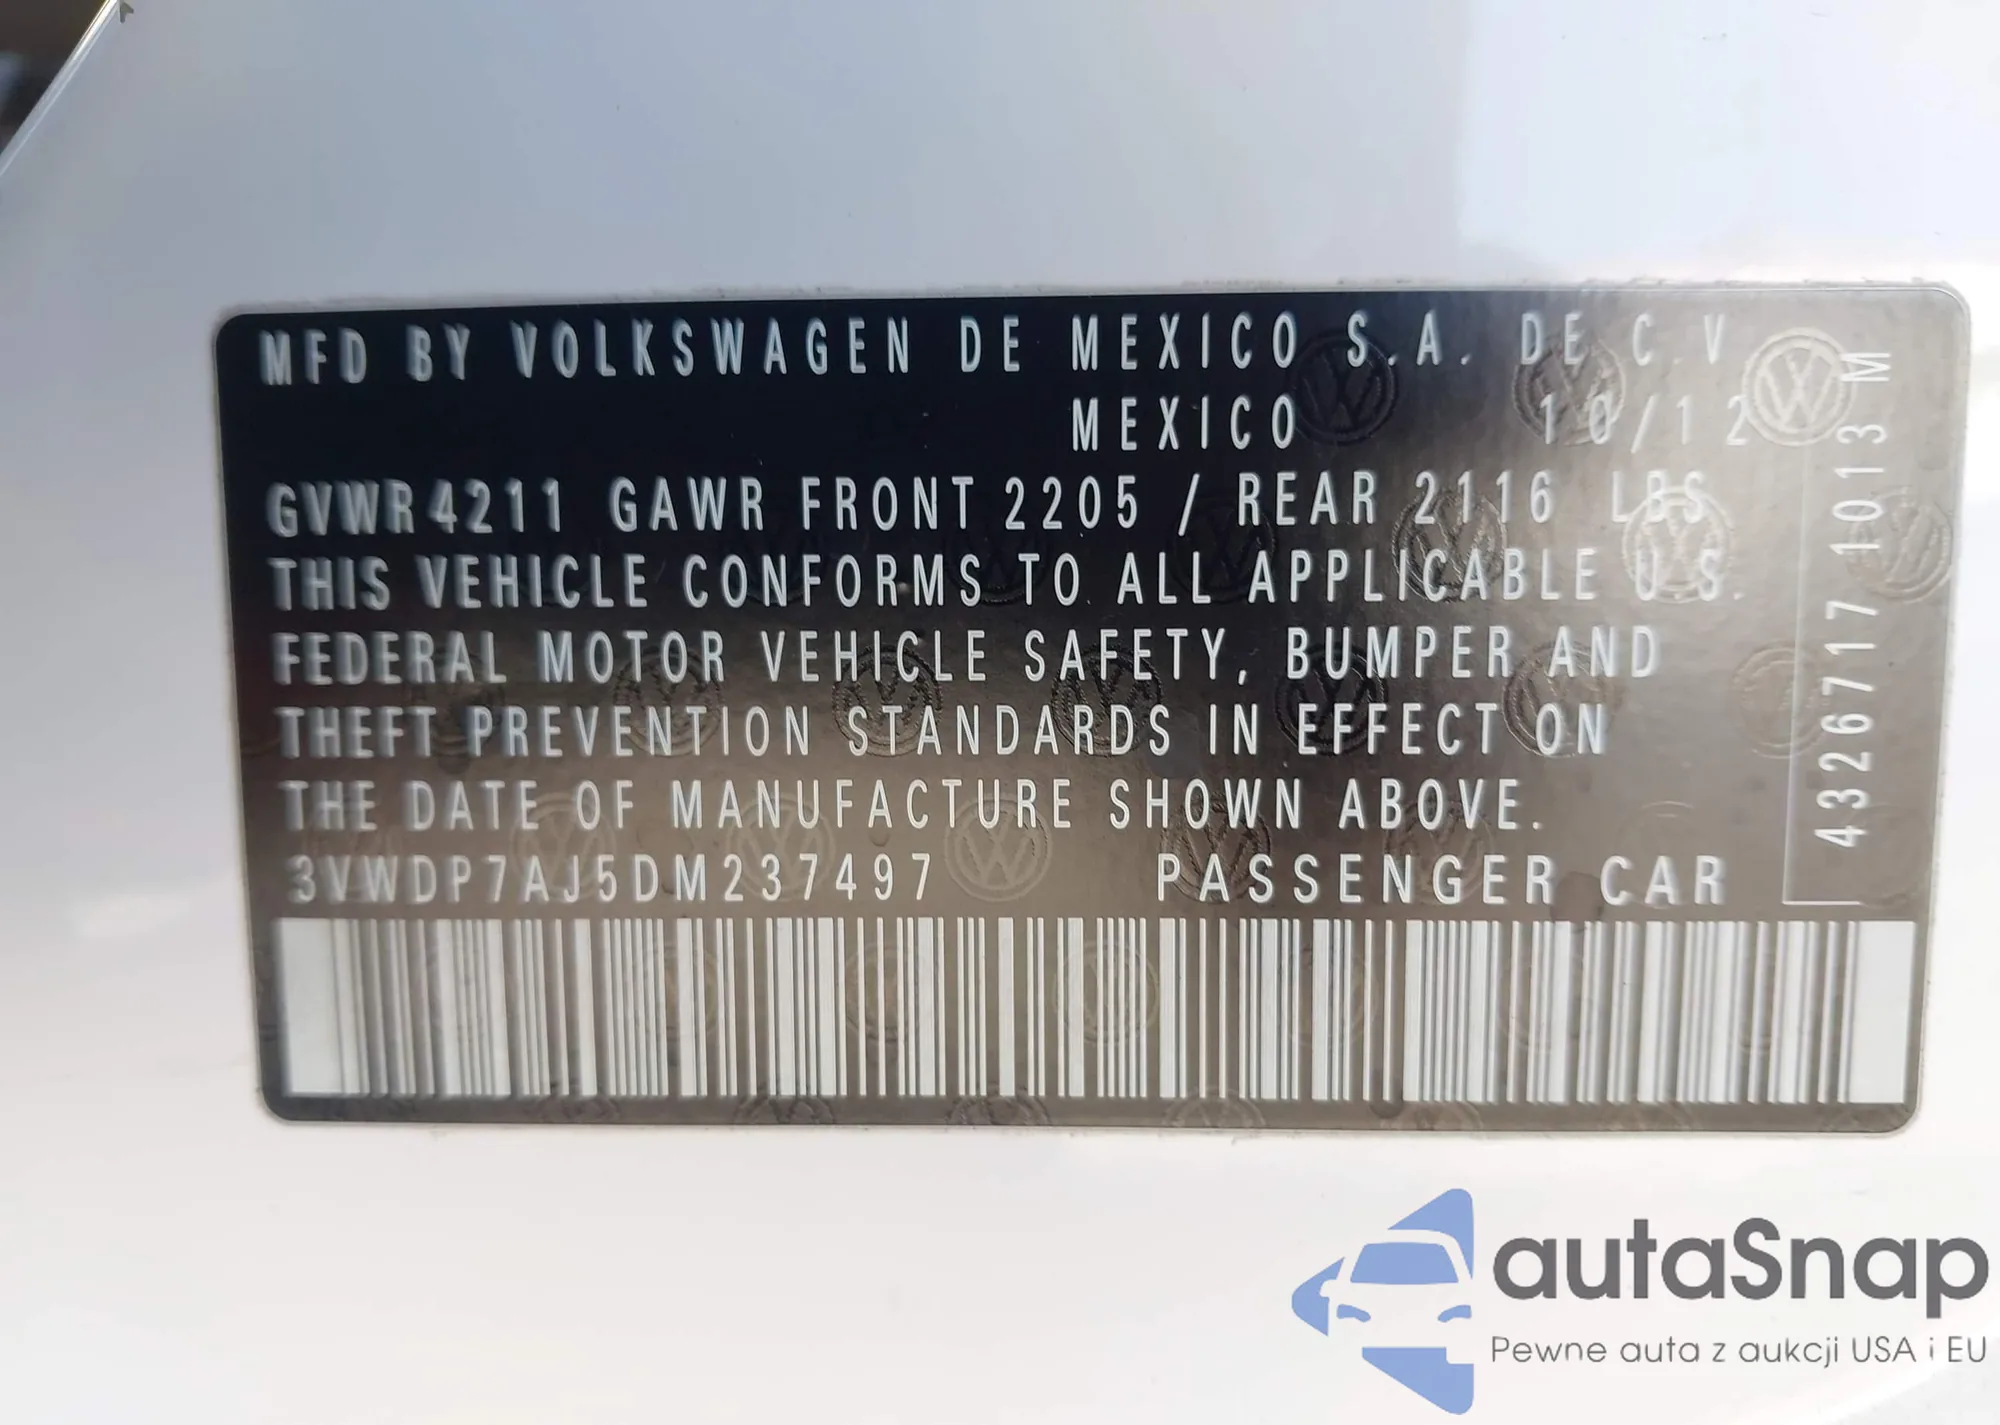 MFD BY VOLKSWAGEN DE MEXICO S.A. DE C.V
MEXICO 10/12
GVWR 4211 GAWR FRONT 2205 / REAR 2116 LBS
THIS VEHICLE CONFORMS TO ALL APPLICABLE U.S.
FEDERAL MOTOR VEHICLE SAFETY, BUMPER AND
THEFT PREVENTION STANDARDS IN EFFECT ON
THE DATE OF MANUFACTURE SHOWN ABOVE.
3VWDP7AJ5DM237497 PASSENGER CAR
4326717 1013 M
autaSnap
Pewne auta z aukcji USA i EU